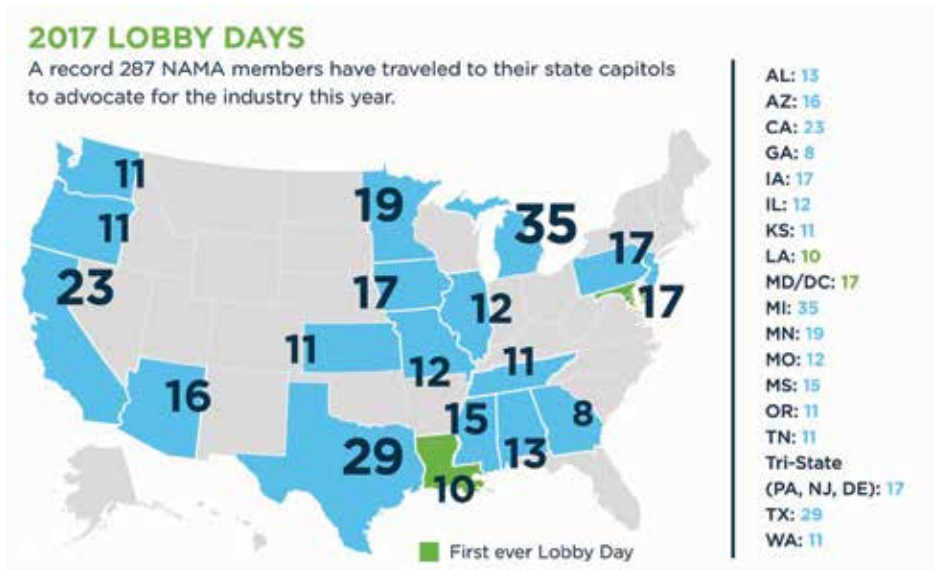 2017 LOBBY DAYS
A record 287 NAMA members have traveled to their state capitols
to advocate for the industry this year.
11
11
23
16
19
17
11
12
12
35
17
17
11
15
13
8
29
10
First ever Lobby Day
AL: 13
AZ: 16
CA: 23
GA: 8
IA: 17
IL: 12
KS: 11
LA: 10
MD/DC: 17
MI: 35
MN: 19
MO: 12
MS: 15
OR: 11
TN: 11
Tri-State
(PA, NJ, DE): 17
TX: 29
WA: 11